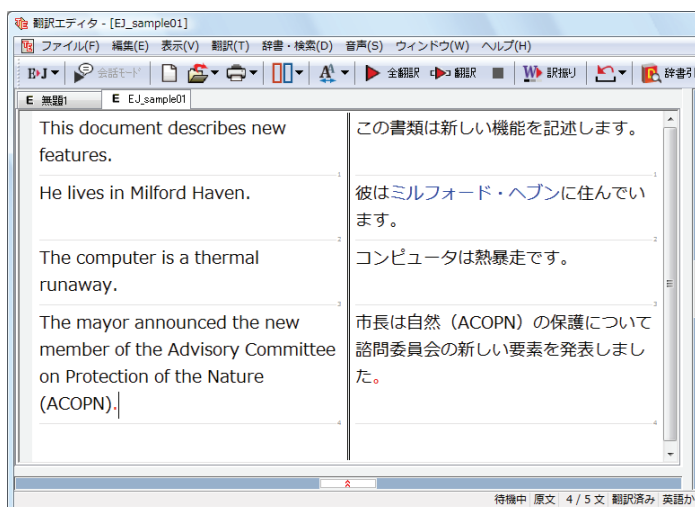 翻訳エディタ - [EJ_sample01]
ファイル(F) 編集(E) 表示(V) 翻訳(T) 辞書・検索(D) 音声(S) ウィンドウ(W) ヘルプ(H)
E J 会話モード 全翻訳 翻訳 訳振り 辞書引
E 無題1 E EJ_sample01
This document describes new
features.
この書類は新しい機能を記述します。
1 1
He lives in Milford Haven.
彼はミルフォード・ヘブンに住んでい
ます。
2 2
The computer is a thermal
runaway.
コンピュータは熱暴走です。
3 3
The mayor announced the new
member of the Advisory Committee
on Protection of the Nature
(ACOPN).
市長は自然（ACOPN）の保護について
諮問委員会の新しい要素を発表しまし
た。
4 4
待機中 原文 4 / 5 文 翻訳済み 英語か